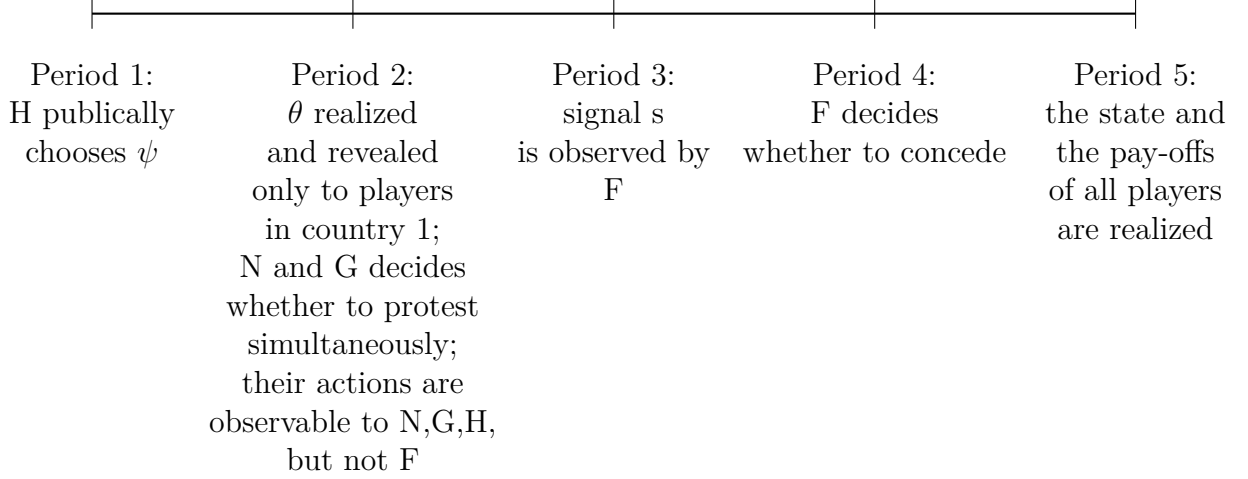 Period 1:
H publically
chooses ψ
Period 2:
θ realized
and revealed
only to players
in country 1;
N and G decides
whether to protest
simultaneously;
their actions are
observable to N,G,H,
but not F
Period 3:
signal s
is observed by
F
Period 4:
F decides
whether to concede
Period 5:
the state and
the pay-offs
of all players
are realized